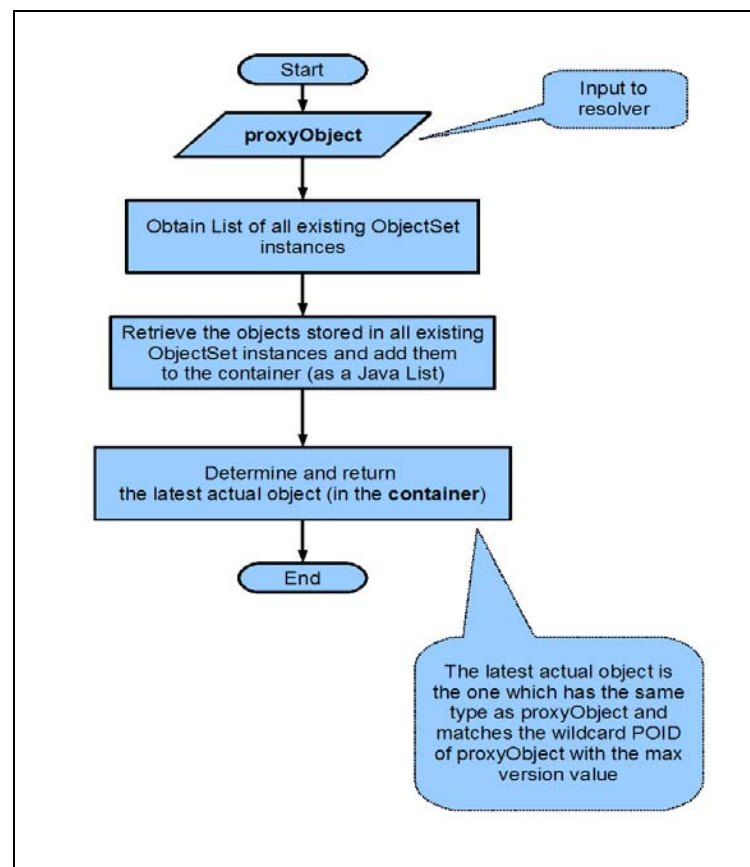 Start
proxyObject
Input to
resolver
Obtain List of all existing ObjectSet
instances
Retrieve the objects stored in all existing
ObjectSet instances and add them
to the container (as a Java List)
Determine and return
the latest actual object (in the container)
End
The latest actual object is
the one which has the same
type as proxyObject and
matches the wildcard POID
of proxyObject with the max
version value